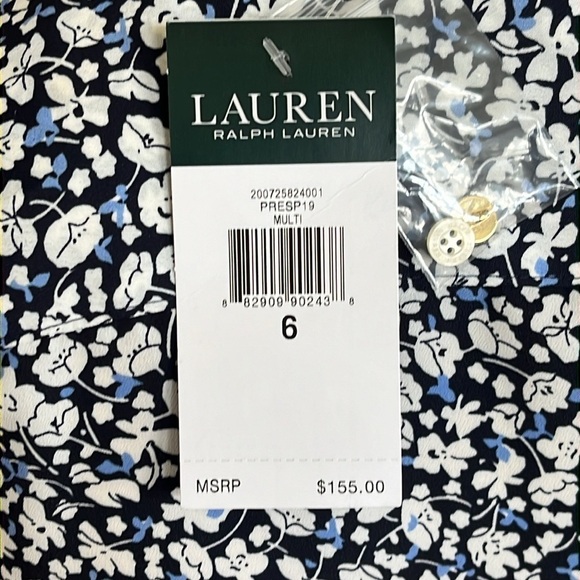 LAUREN
RALPH LAUREN
200725824001
PRESP19
MULTI
8 82909 90243 8
6
MSRP $155.00